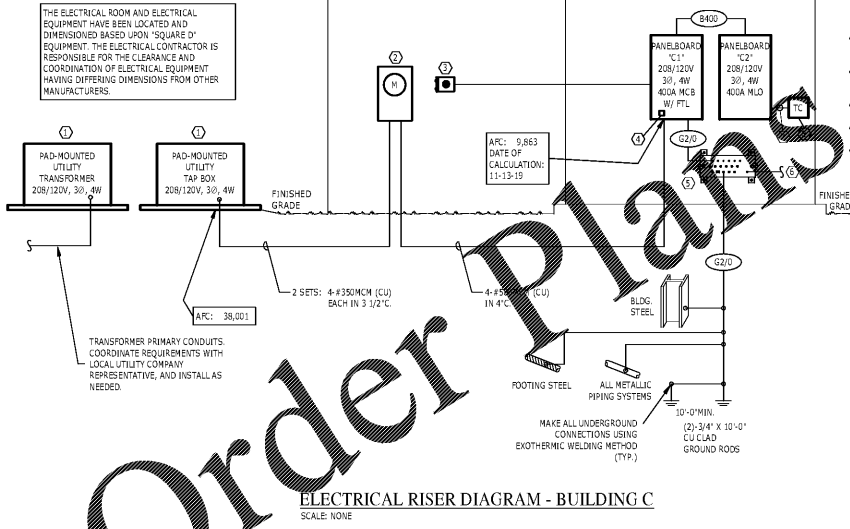 THE ELECTRICAL ROOM AND ELECTRICAL
EQUIPMENT HAVE BEEN LOCATED AND
DIMENSIONED BASED UPON "SQUARE D"
EQUIPMENT. THE ELECTRICAL CONTRACTOR IS
RESPONSIBLE FOR THE CLEARANCE AND
COORDINATION OF ELECTRICAL EQUIPMENT
HAVING DIFFERING DIMENSIONS FROM OTHER
MANUFACTURERS.
1
PAD-MOUNTED
UTILITY
TRANSFORMER
208/120V, 3Ø, 4W
1
PAD-MOUNTED
UTILITY
TAP BOX
208/120V, 3Ø, 4W
2
M
3
B400
PANELBOARD
"C1"
208/120V
3Ø, 4W
400A MCB
W/ FTL
PANELBOARD
"C2"
208/120V
3Ø, 4W
400A MLO
TC
4
G2/0
AFC: 9,863
DATE OF
CALCULATION:
11-13-19
5
6
FINISHED
GRADE
FINISHE
GRAD
G2/0
2 SETS: 4-#350MCM (CU)
EACH IN 3 1/2"C.
(CU)
IN 4"C.
AFC: 38,001
TRANSFORMER PRIMARY CONDUITS.
COORDINATE REQUIREMENTS WITH
LOCAL UTILITY COMPANY
REPRESENTATIVE, AND INSTALL AS
NEEDED.
BLDG.
STEEL
FOOTING STEEL
ALL METALLIC
PIPING SYSTEMS
MAKE ALL UNDERGROUND
CONNECTIONS USING
EXOTHERMIC WELDING METHOD
(TYP.)
10'-0"MIN.
(2)-3/4" X 10'-0"
CU CLAD
GROUND RODS
Order Plans
ELECTRICAL RISER DIAGRAM - BUILDING C
SCALE: NONE